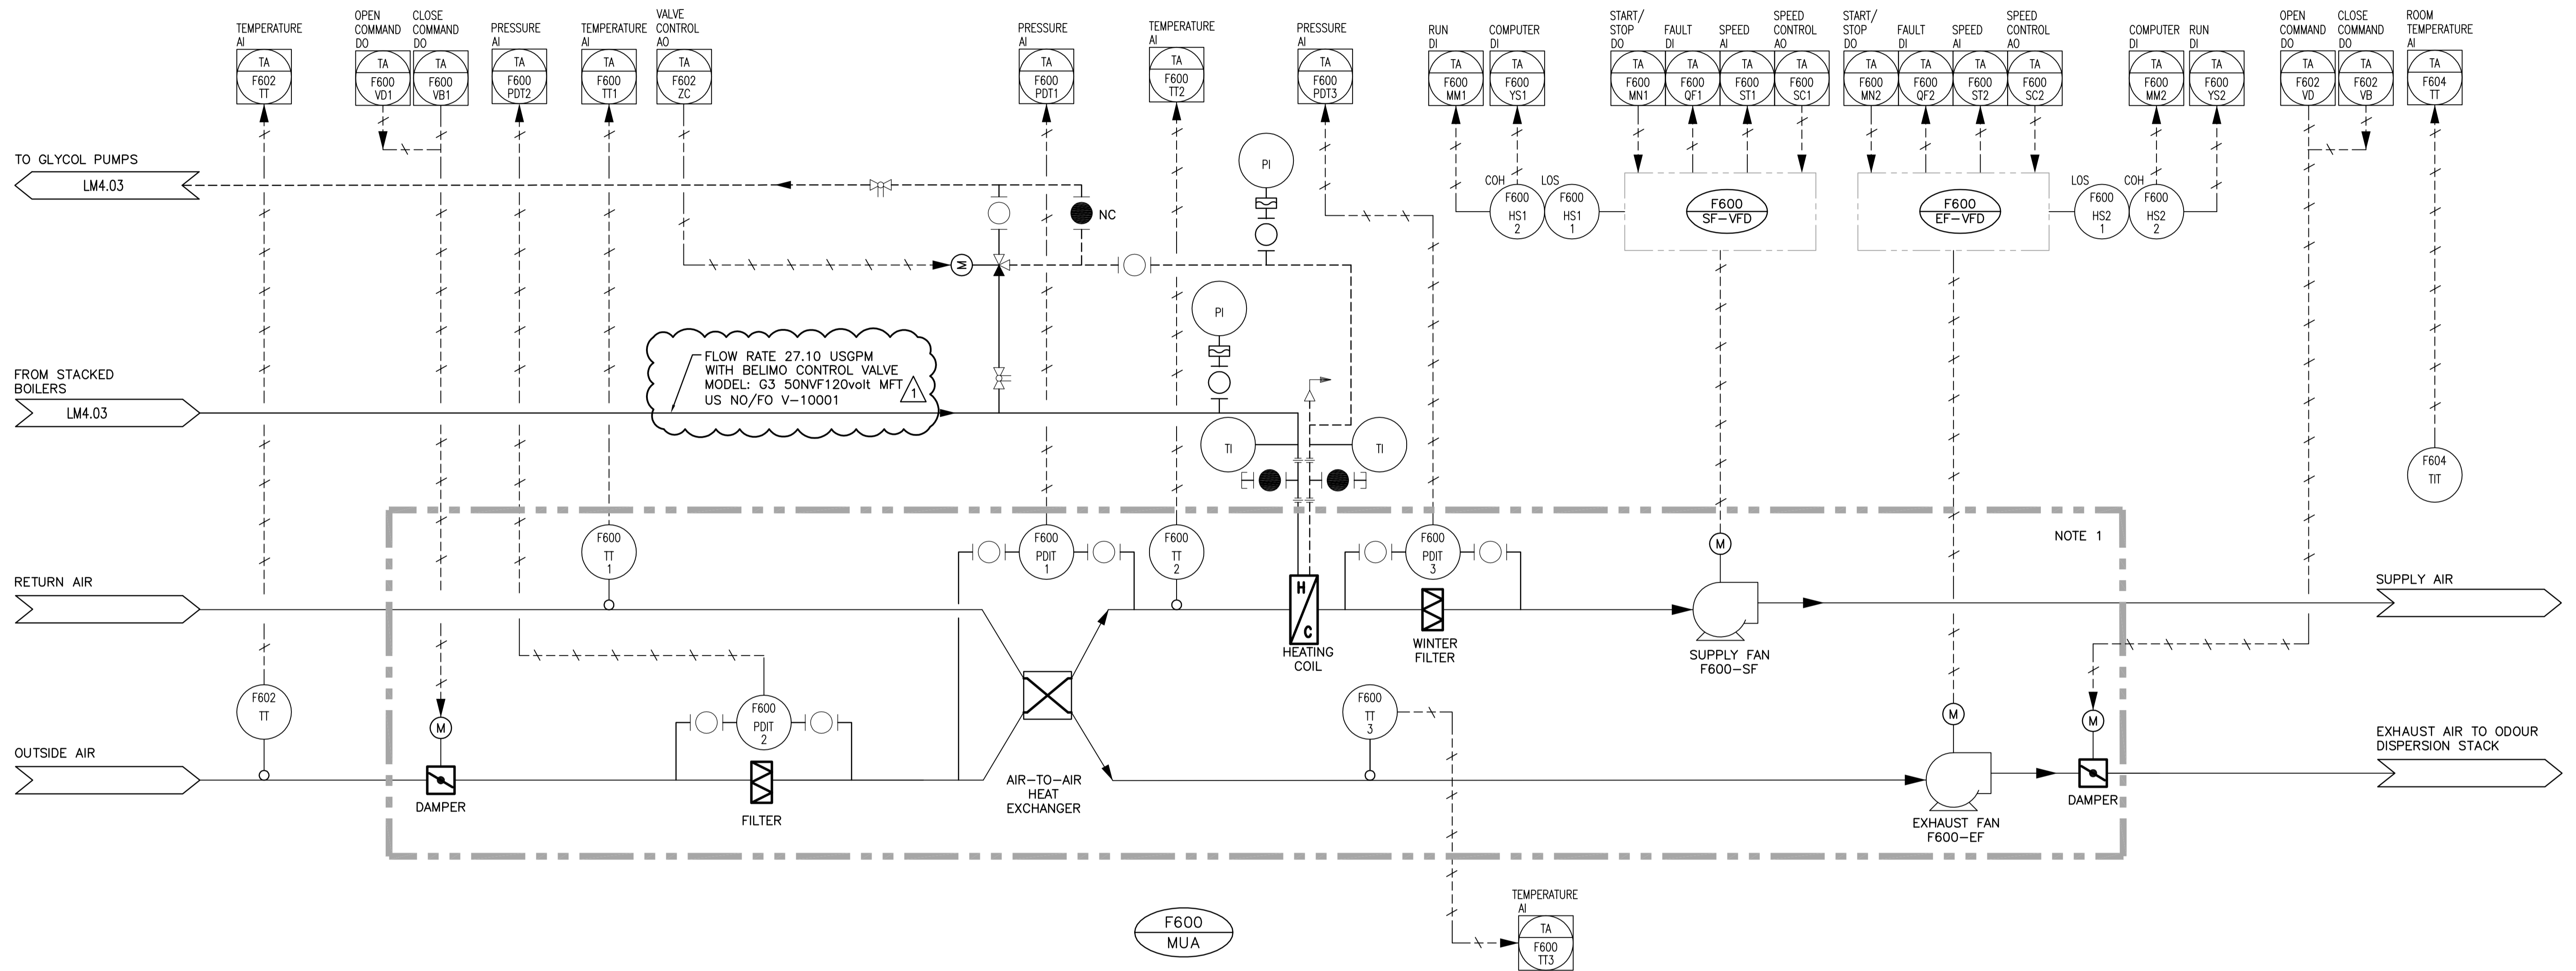 TEMPERATURE
AI
TA
F602
TT
OPEN
COMMAND
DO
TA
F600
VD1
CLOSE
COMMAND
DO
TA
F600
VB1
PRESSURE
AI
TA
F600
PDT2
TEMPERATURE
AI
TA
F600
TT1
VALVE
CONTROL
AO
TA
F602
ZC
PRESSURE
AI
TA
F600
PDT1
TEMPERATURE
AI
TA
F600
TT2
PRESSURE
AI
TA
F600
PDT3
RUN
DI
TA
F600
MM1
COMPUTER
DI
TA
F600
YS1
START/
STOP
DO
TA
F600
MN1
FAULT
DI
TA
F600
QF1
SPEED
AI
TA
F600
ST1
SPEED
CONTROL
AO
TA
F600
SC1
START/
STOP
DO
TA
F600
MN2
FAULT
DI
TA
F600
QF2
SPEED
AI
TA
F600
ST2
SPEED
CONTROL
AO
TA
F600
SC2
COMPUTER
DI
TA
F600
MM2
RUN
DI
TA
F600
YS2
OPEN
COMMAND
DO
TA
F602
VD
CLOSE
COMMAND
DO
TA
F602
VB
ROOM
TEMPERATURE
AI
TA
F604
TT
TO GLYCOL PUMPS
LM4.03
PI
NC
COH
F600
HS1
2
LOS
F600
HS1
1
F600
SF-VFD
F600
EF-VFD
LOS
F600
HS2
1
COH
F600
HS2
2
M
PI
FLOW RATE 27.10 USGPM
WITH BELIMO CONTROL VALVE
MODEL: G3 50NVF120volt MFT
US NO/FO V-10001
1
FROM STACKED
BOILERS
LM4.03
TI
TI
F604
TIT
NOTE 1
F600
TT
1
F600
PDIT
1
F600
TT
2
F600
PDIT
3
M
RETURN AIR
H
C
HEATING
COIL
WINTER
FILTER
SUPPLY FAN
F600-SF
SUPPLY AIR
F602
TT
M
F600
PDIT
2
F600
TT
3
M
M
OUTSIDE AIR
DAMPER
FILTER
AIR-TO-AIR
HEAT
EXCHANGER
EXHAUST FAN
F600-EF
DAMPER
EXHAUST AIR TO ODOUR
DISPERSION STACK
F600
MUA
TEMPERATURE
AI
TA
F600
TT3